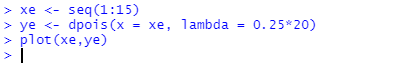 > xe <- seq(1:15)
> ye <- dpois(x = xe, lambda = 0.25*20)
> plot(xe,ye)
>